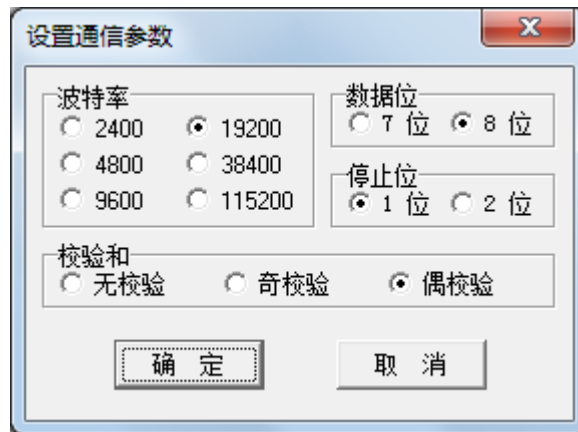 设置通信参数
波特率
2400 19200
4800 38400
9600 115200
数据位
7 位 8 位
停止位
1 位 2 位
校验和
无校验 奇校验 偶校验
确 定 取 消